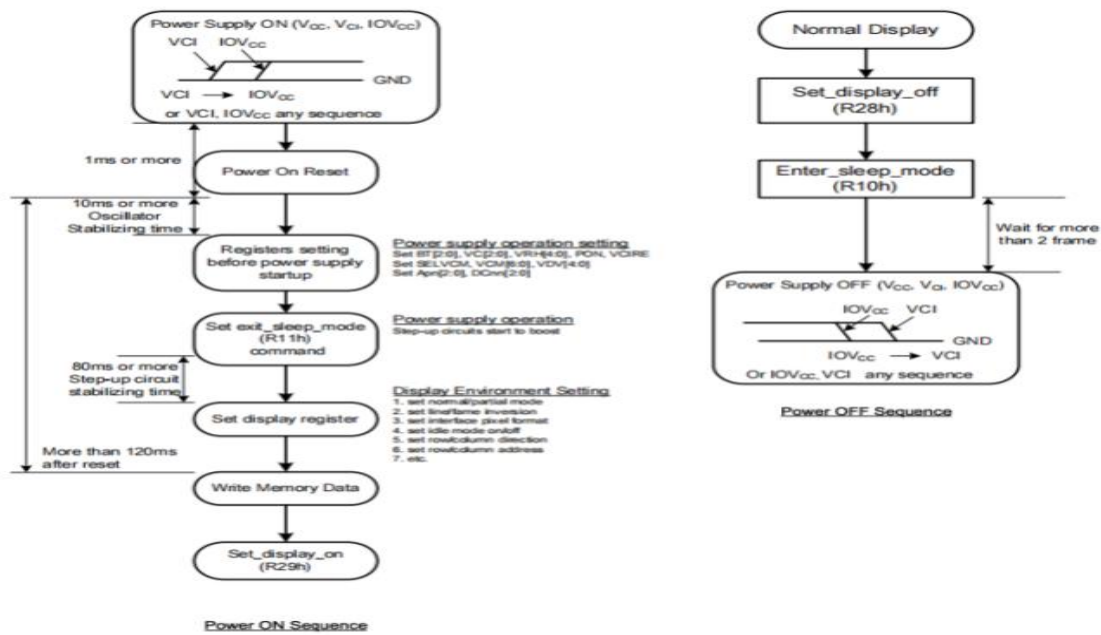 Power Supply ON (VCC, VCI, IOVCC)
VCI IOVCC
GND
VCI → IOVCC
or VCI, IOVCC any sequence
1ms or more
Power On Reset
10ms or more
Oscillator
Stabilizing time
Registers setting
before power supply
startup
Power supply operation setting
Set BT[2:0], VC[2:0], VRH[4:0], PON, VCIRE
Set SELVCM, VCM[6:0], VDV[4:0]
Set Apn[2:0], DCnn[2:0]
Set exit_sleep_mode
(R11h)
command
Power supply operation
Step-up circuits start to boost
80ms or more
Step-up circuit
stabilizing time
Set display register
Display Environment Setting
1. set normal/partial mode
2. set line/frame inversion
3. set interface pixel format
4. set idle mode on/off
5. set row/column direction
6. set row/column address
7. etc.
More than 120ms
after reset
Write Memory Data
Set_display_on
(R29h)
Power ON Sequence
Normal Display
Set_display_off
(R28h)
Enter_sleep_mode
(R10h)
Wait for more
than 2 frame
Power Supply OFF (VCC, VCI, IOVCC)
IOVCC VCI
GND
IOVCC → VCI
Or IOVCC, VCI any sequence
Power OFF Sequence